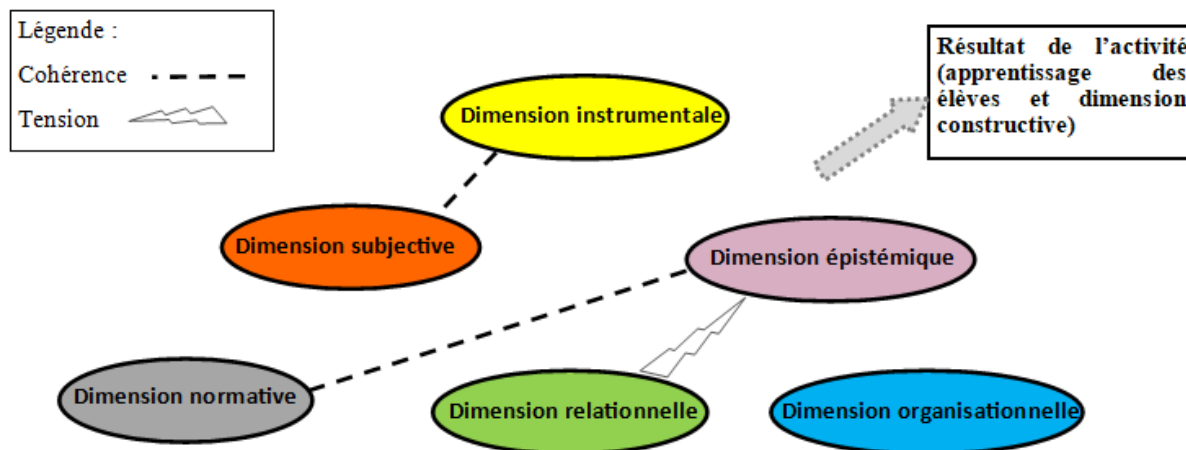 Légende :
Cohérence
Tension
Résultat de l'activité
(apprentissage des
élèves et dimension
constructive)
Dimension instrumentale
Dimension subjective
Dimension épistémique
Dimension normative
Dimension relationnelle
Dimension organisationnelle